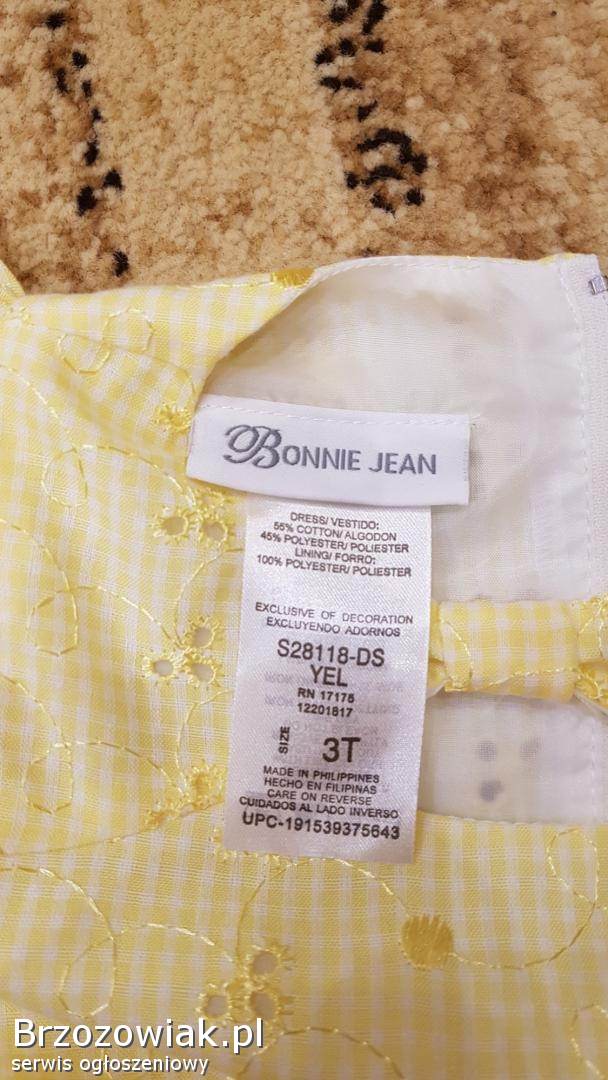 BONNIE JEAN
DRESS/ VESTIDO:
55% COTTON/ ALGODON
45% POLYESTER/ POLIESTER
LINING/ FORRO:
100% POLYESTER/ POLIESTER
EXCLUSIVE OF DECORATION
EXCLUYENDO ADORNOS
S28118-DS
YEL
RN 17175
12201817
SIZE 3T
MADE IN PHILIPPINES
HECHO EN FILIPINAS
CARE ON REVERSE
CUIDADOS AL LADO INVERSO
UPC-191539375643
Brzozowiak.pl
serwis ogłoszeniowy